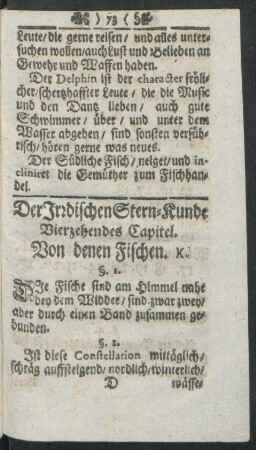 73
Leute/ die gerne reisen/ und alles unter-
suchen wollen/auch Lust und Belieben an
Gewehr und Waffen haben.
Der Delphin ist der character fröli-
cher/schertzhaffter Leute/ die die Music
und den Dantz lieben/ auch gute
Schwimmer/ über/ und unter dem
Wasser abgeben/ sind sonsten verfüh-
risch/ hören gerne was neues.
Der Südliche Fisch/ neiget/ und in-
cliniret die Gemüther zum Fischhan-
del.
Der Irrdischen Stern-Kunde
Vierzehendes Capitel.
Von denen Fischen. )(.
§. 1.
Die Fische sind am Himmel nahe
bey dem Widder/ sind zwar zwey/
aber durch einen Band zusammen ge-
bunden.
§. 2.
Ist diese Constellation mittäglich/
schräg auffsteigend/ nordlich/winterlich/
D wässe-